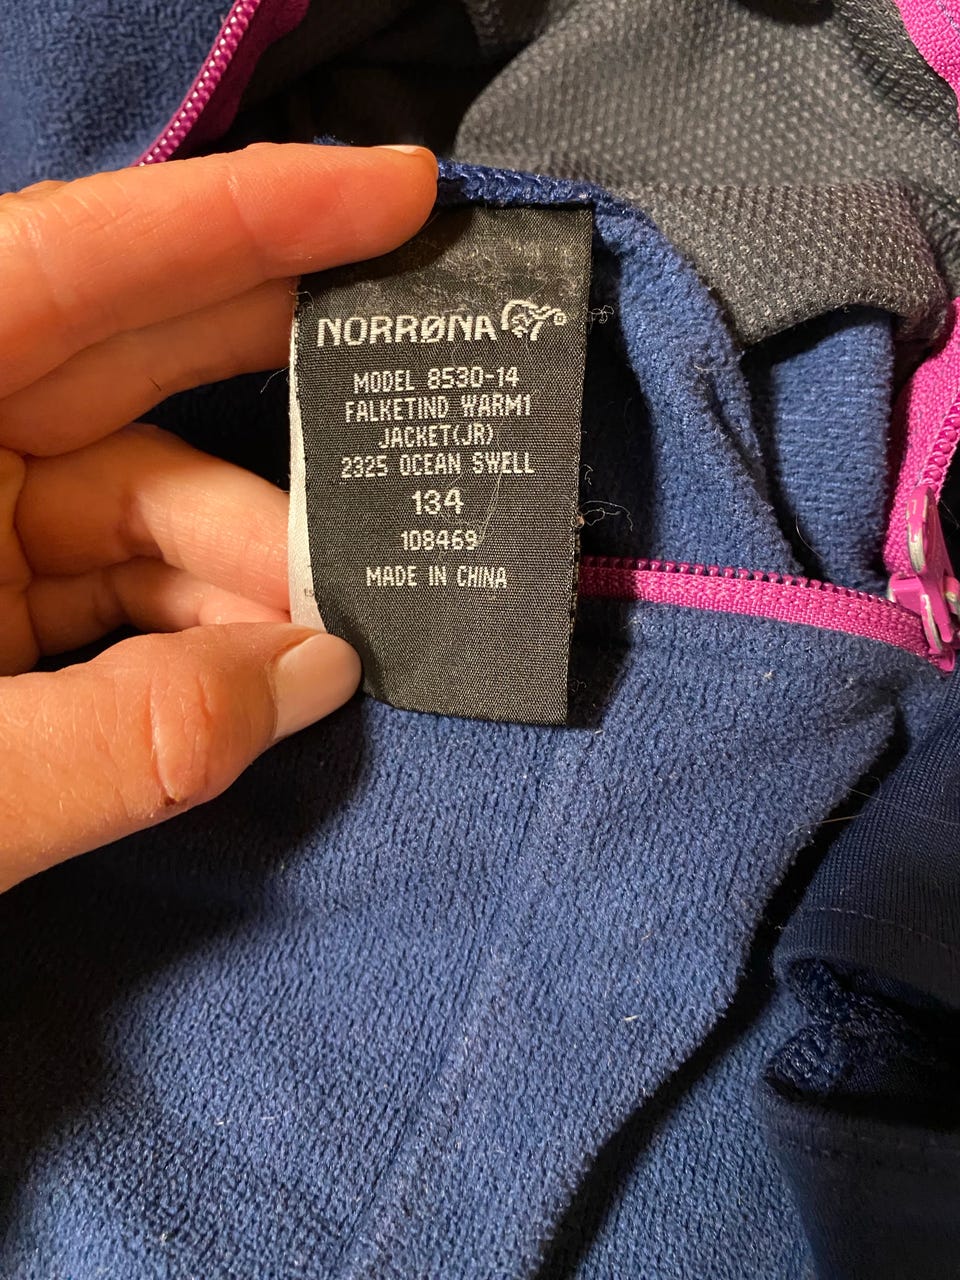 NORRØNA
MODEL 8530-14
FALKETIND WARM1
JACKET(JR)
2325 OCEAN SWELL
134
108469
MADE IN CHINA